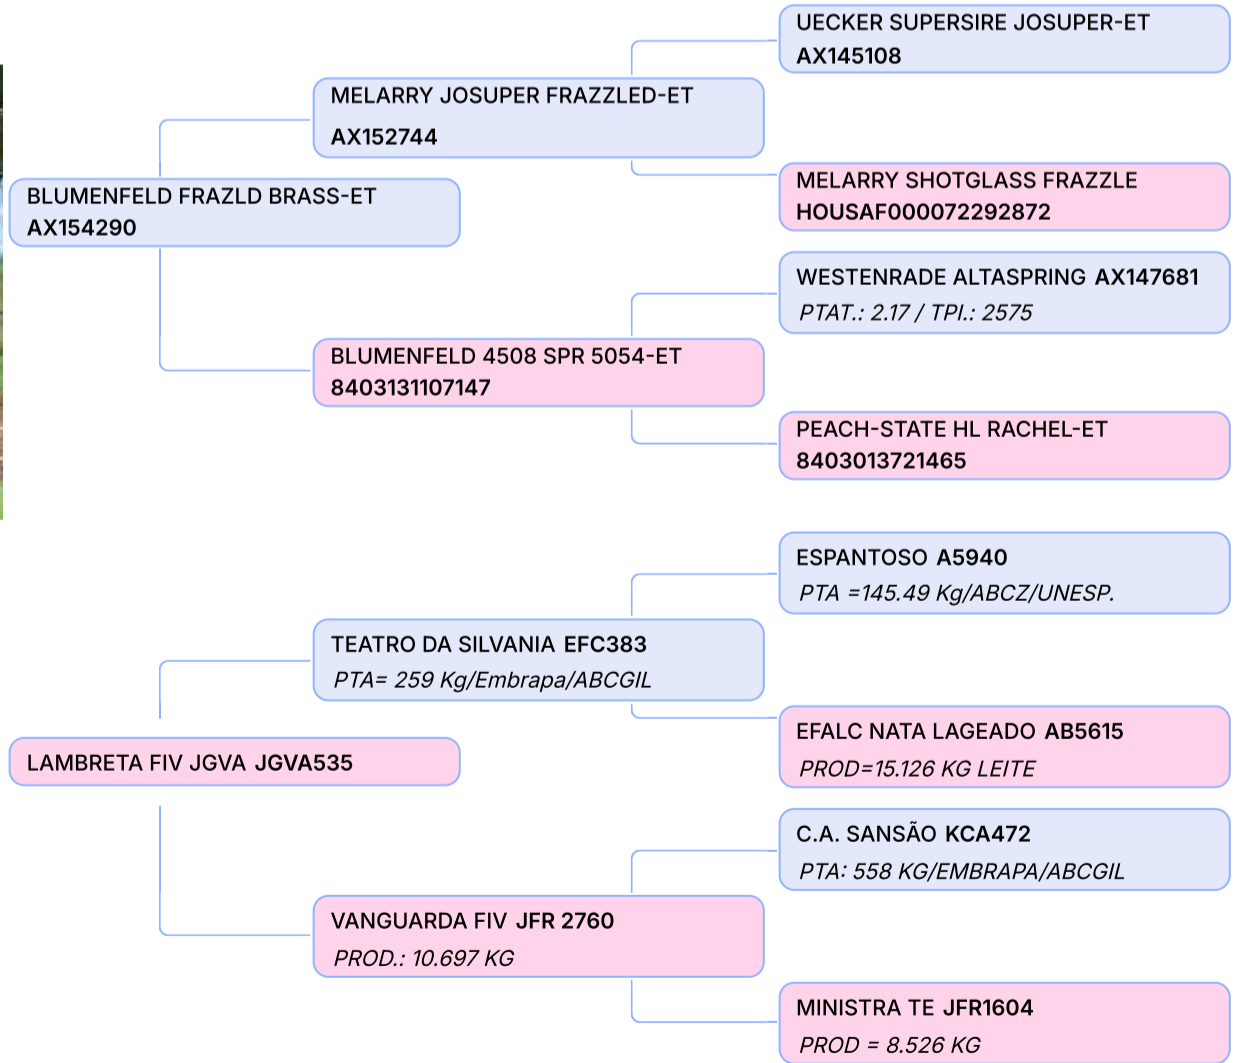 UECKER SUPERSIRE JOSUPER-ET
AX145108
MELARRY JOSUPER FRAZZLED-ET
AX152744
MELARRY SHOTGLASS FRAZZLE
HOUSAF000072292872
BLUMENFELD FRAZLD BRASS-ET
AX154290
WESTENRADE ALTASPRING AX147681
PTAT.: 2.17 / TPI.: 2575
BLUMENFELD 4508 SPR 5054-ET
8403131107147
PEACH-STATE HL RACHEL-ET
8403013721465
ESPANTOSO A5940
PTA =145.49 Kg/ABCZ/UNESP.
TEATRO DA SILVANIA EFC383
PTA= 259 Kg/Embrapa/ABCGIL
EFALC NATA LAGEADO AB5615
PROD=15.126 KG LEITE
LAMBRETA FIV JGVA JGVA535
C.A. SANSÃO KCA472
PTA: 558 KG/EMBRAPA/ABCGIL
VANGUARDA FIV JFR 2760
PROD.: 10.697 KG
MINISTRA TE JFR1604
PROD = 8.526 KG